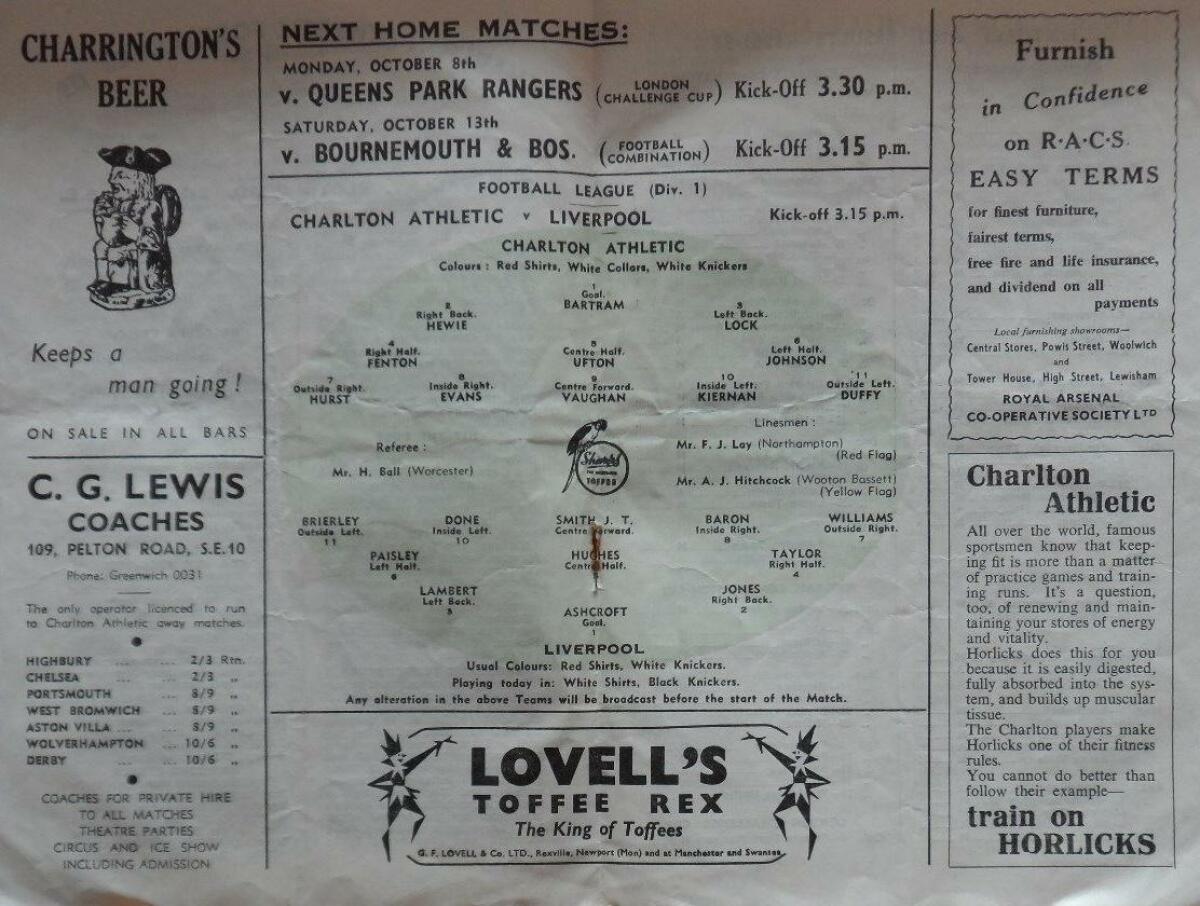 CHARRINGTON'S
BEER
Keeps a
man going!
ON SALE IN ALL BARS
C. G. LEWIS
COACHES
109, PELTON ROAD, S.E.10
Phone: Greenwich 0031
The only operator licenced to run
to Charlton Athletic away matches.
HIGHBURY ... ... 2/3 Rtn.
CHELSEA ... ... 2/3 „
PORTSMOUTH ... 8/9 „
WEST BROMWICH ... 8/9 „
ASTON VILLA ... ... 8/9 „
WOLVERHAMPTON ... 10/6 „
DERBY ... ... 10/6 „
COACHES FOR PRIVATE HIRE
TO ALL MATCHES
THEATRE PARTIES
CIRCUS AND ICE SHOW
INCLUDING ADMISSION
NEXT HOME MATCHES:
MONDAY, OCTOBER 8th
v. QUEENS PARK RANGERS (LONDON CHALLENGE CUP) Kick-Off 3.30 p.m.
SATURDAY, OCTOBER 13th
v. BOURNEMOUTH & BOS. (FOOTBALL COMBINATION) Kick-Off 3.15 p.m.
FOOTBALL LEAGUE (Div. 1)
CHARLTON ATHLETIC v LIVERPOOL Kick-off 3.15 p.m.
CHARLTON ATHLETIC
Colours : Red Shirts, White Collars, White Knickers
1
Goal.
BARTRAM
2 3
Right Back. Left Back.
HEWIE LOCK
4 5 6
Right Half. Centre Half. Left Half.
FENTON UFTON JOHNSON
7 8 9 10 11
Outside Right. Inside Right. Centre Forward. Inside Left. Outside Left.
HURST EVANS VAUGHAN KIERNAN DUFFY
Referee :
Mr. H. Ball (Worcester)
Sharps
TOFFEE
Linesmen :
Mr. F. J. Lay (Northampton)
(Red Flag)
Mr. A. J. Hitchcock (Wooton Bassett)
(Yellow Flag)
BRIERLEY DONE SMITH J. T. BARON WILLIAMS
Outside Left. Inside Left. Centre Forward. Inside Right. Outside Right.
11 10 8 7
PAISLEY HUGHES TAYLOR
Left Half. Centre Half. Right Half.
6 4
LAMBERT JONES
Left Back. Right Back.
3 2
ASHCROFT
Goal.
1
LIVERPOOL
Usual Colours: Red Shirts, White Knickers.
Playing today in: White Shirts, Black Knickers.
Any alteration in the above Teams will be broadcast before the start of the Match.
LOVELL'S
TOFFEE REX
The King of Toffees
G. F. LOVELL & Co. LTD., Rexville, Newport (Mon) and at Manchester and Swansea
Furnish
in Confidence
on R·A·C·S.
EASY TERMS
for finest furniture,
fairest terms,
free fire and life insurance,
and dividend on all
payments
Local furnishing showrooms—
Central Stores, Powis Street, Woolwich
and
Tower House, High Street, Lewisham
ROYAL ARSENAL
CO-OPERATIVE SOCIETY LTD
Charlton
Athletic
All over the world, famous
sportsmen know that keep-
ing fit is more than a matter
of practice games and train-
ing runs. It's a question,
too, of renewing and main-
taining your stores of energy
and vitality.
Horlicks does this for you
because it is easily digested,
fully absorbed into the sys-
tem, and builds up muscular
tissue.
The Charlton players make
Horlicks one of their fitness
rules.
You cannot do better than
follow their example—
train on
HORLICKS